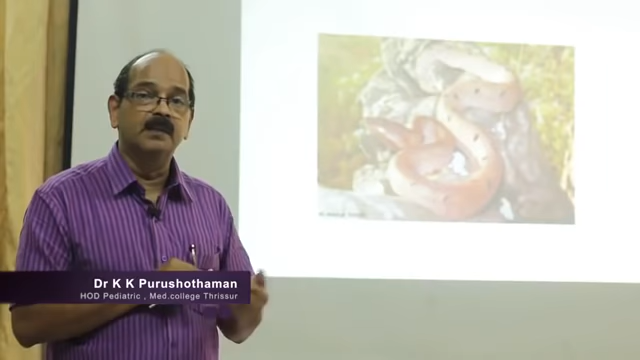 Dr K K Purushothaman
HOD Pediatric , Med.college Thrissur